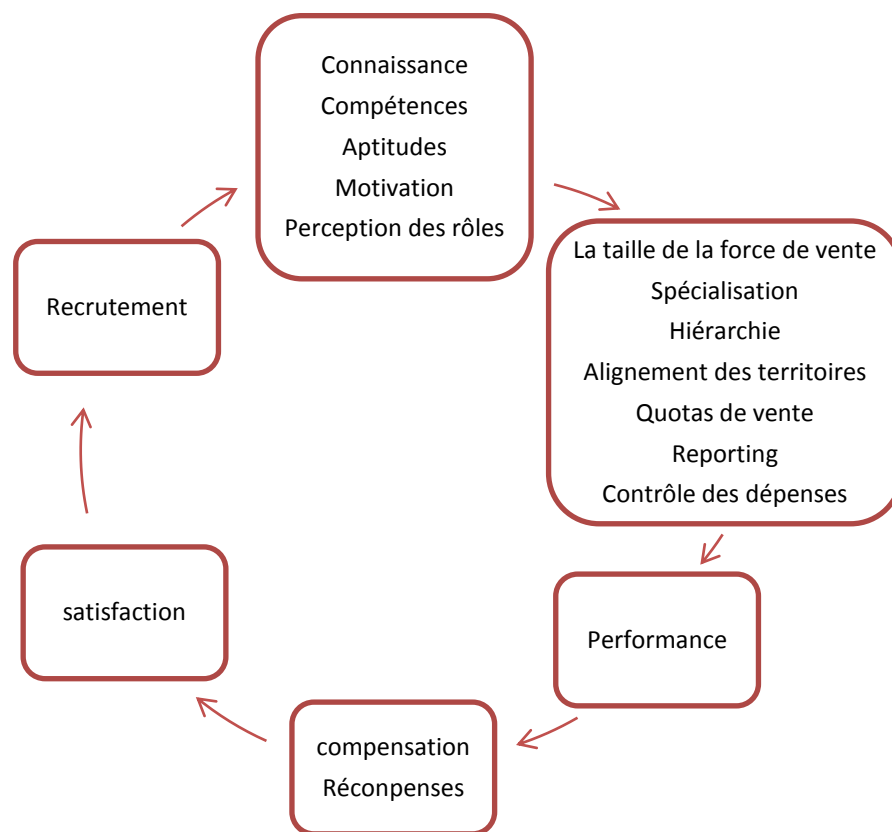 Connaissance
Compétences
Aptitudes
Motivation
Perception des rôles
La taille de la force de vente
Spécialisation
Hiérarchie
Alignement des territoires
Quotas de vente
Reporting
Contrôle des dépenses
Performance
compensation
Réconpenses
satisfaction
Recrutement